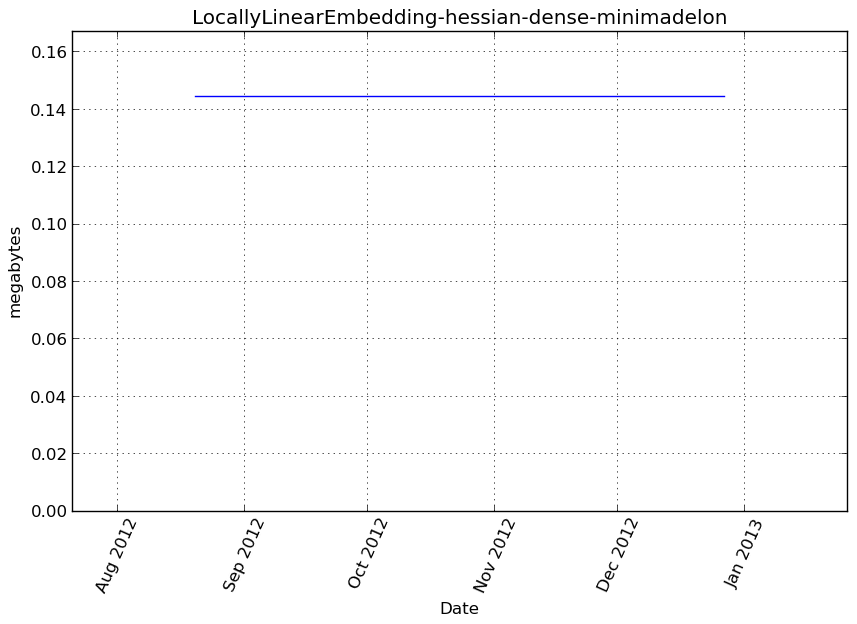 LocallyLinearEmbedding-hessian-dense-minimadelon
megabytes
0.16
0.14
0.12
0.10
0.08
0.06
0.04
0.02
0.00
Aug 2012
Sep 2012
Oct 2012
Nov 2012
Dec 2012
Jan 2013
Date